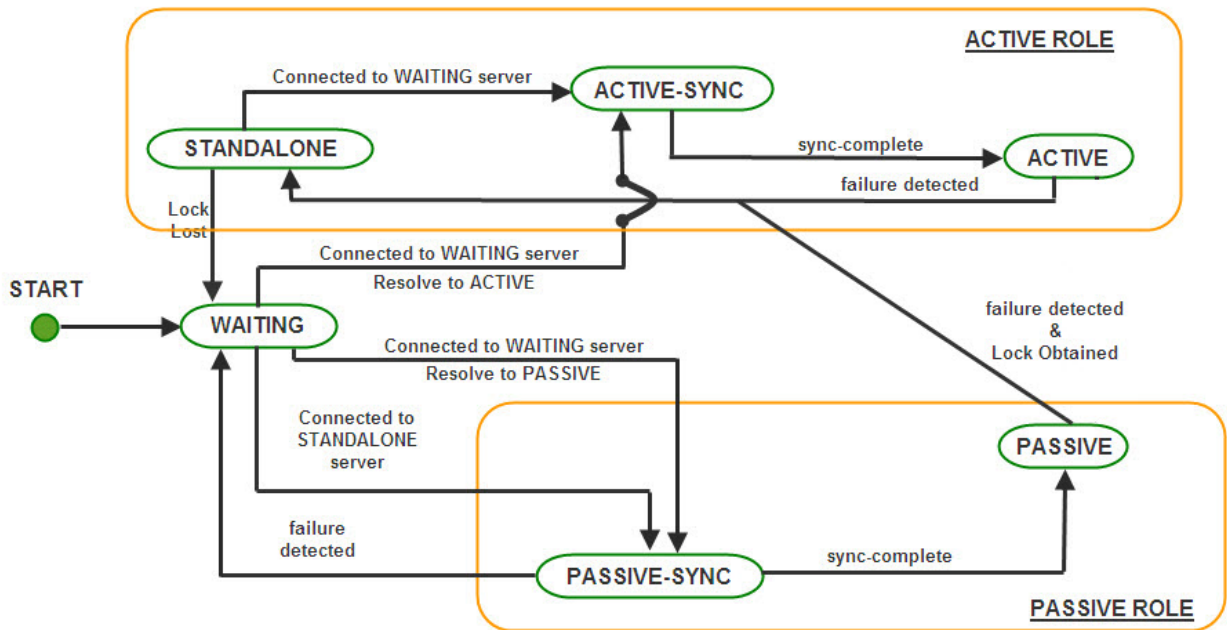 ACTIVE ROLE
Connected to WAITING server
ACTIVE-SYNC
STANDALONE
sync-complete
ACTIVE
failure detected
Lock
Lost
Connected to WAITING server
Resolve to ACTIVE
START
WAITING
failure detected
&
Lock Obtained
Connected to WAITING server
Resolve to PASSIVE
Connected to
STANDALONE
server
PASSIVE
failure
detected
sync-complete
PASSIVE-SYNC
PASSIVE ROLE